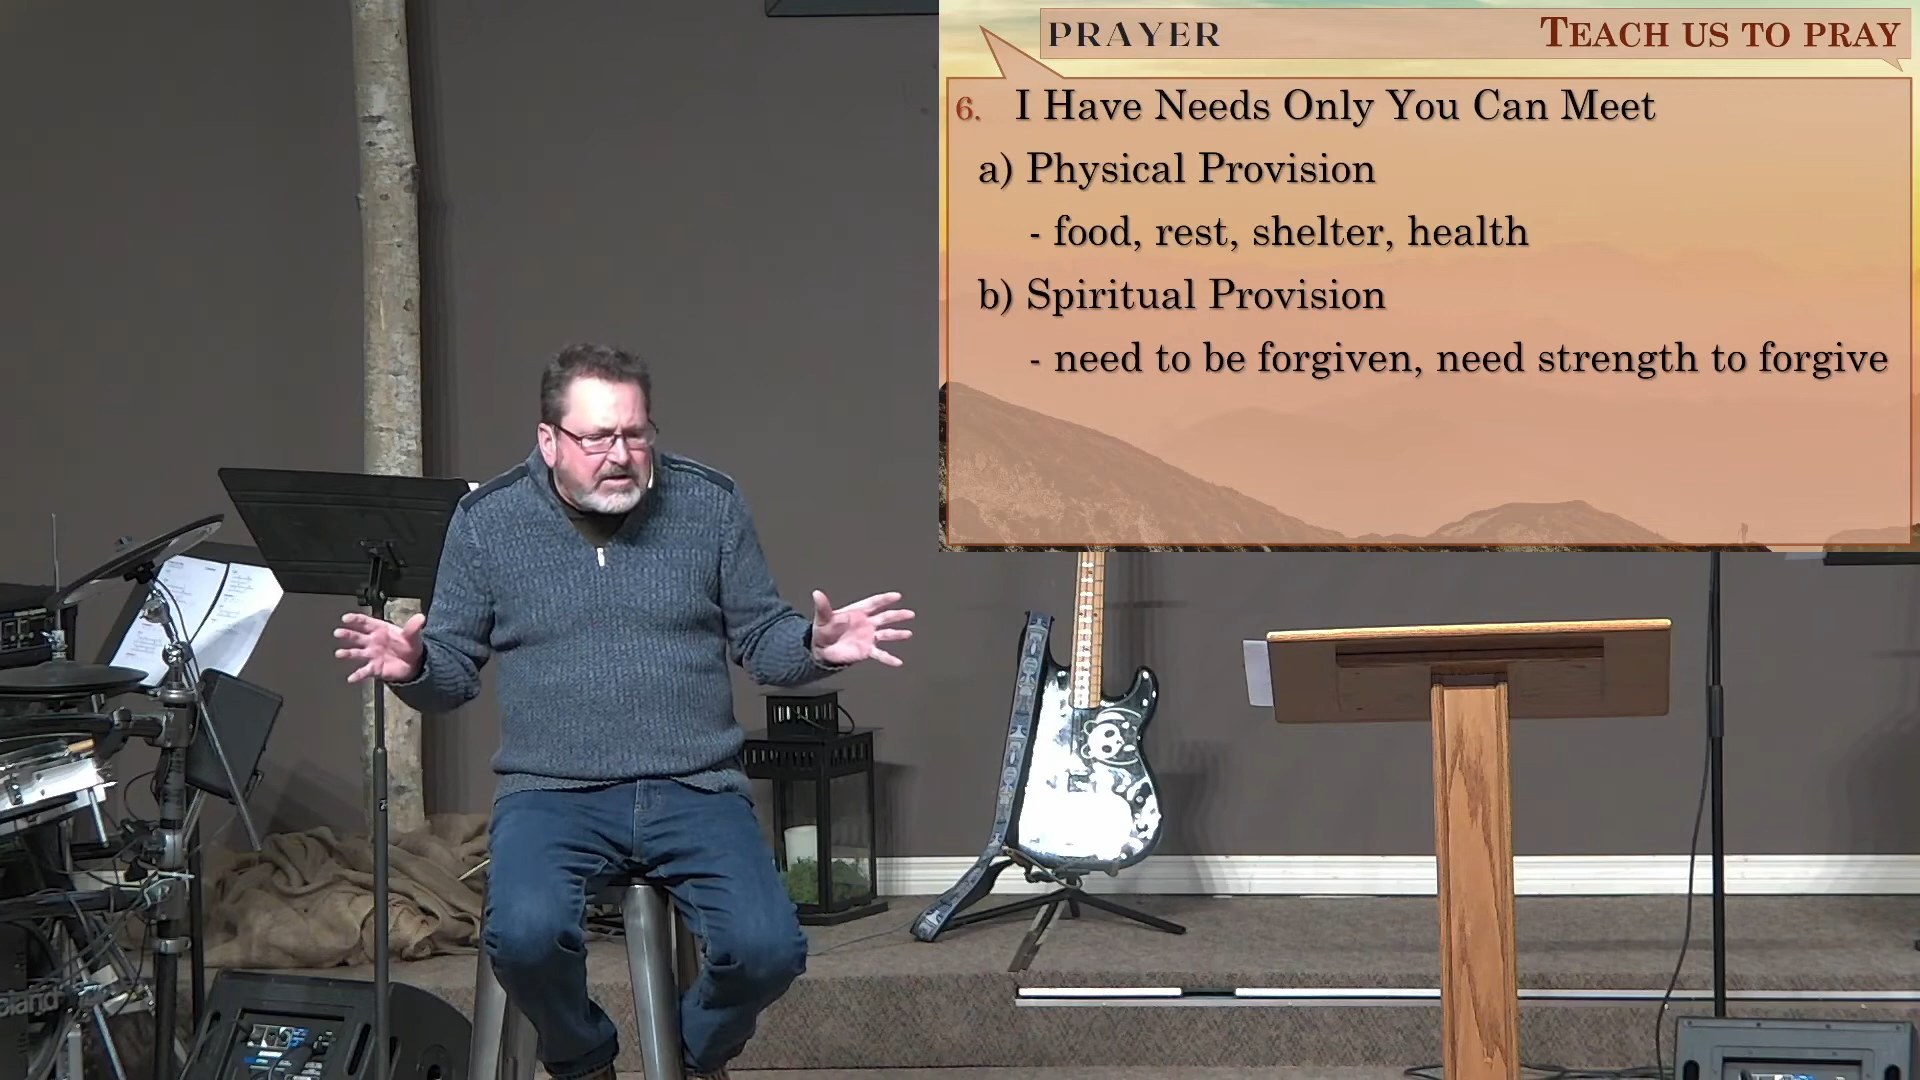 PRAYER
TEACH US TO PRAY
6. I Have Needs Only You Can Meet
a) Physical Provision
- food, rest, shelter, health
b) Spiritual Provision
- need to be forgiven, need strength to forgive
Roland